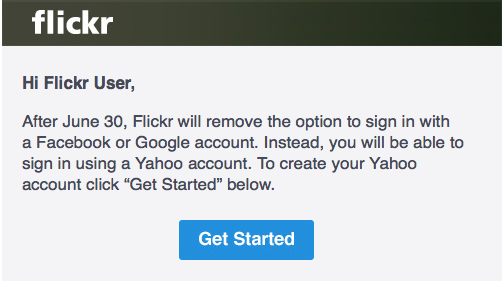 flickr
Hi Flickr User,
After June 30, Flickr will remove the option to sign in with
a Facebook or Google account. Instead, you will be able to
sign in using a Yahoo account. To create your Yahoo
account click “Get Started” below.
Get Started